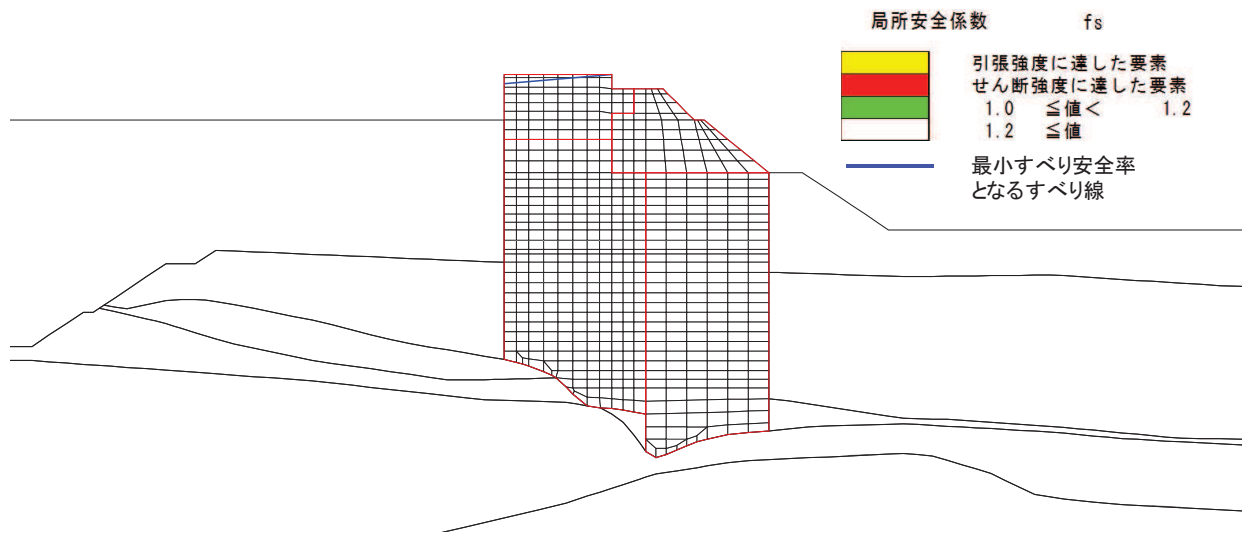 局所安全係数 fs
引張強度に達した要素
せん断強度に達した要素
1.0 ≦値< 1.2
1.2 ≦値
最小すべり安全率
となるすべり線